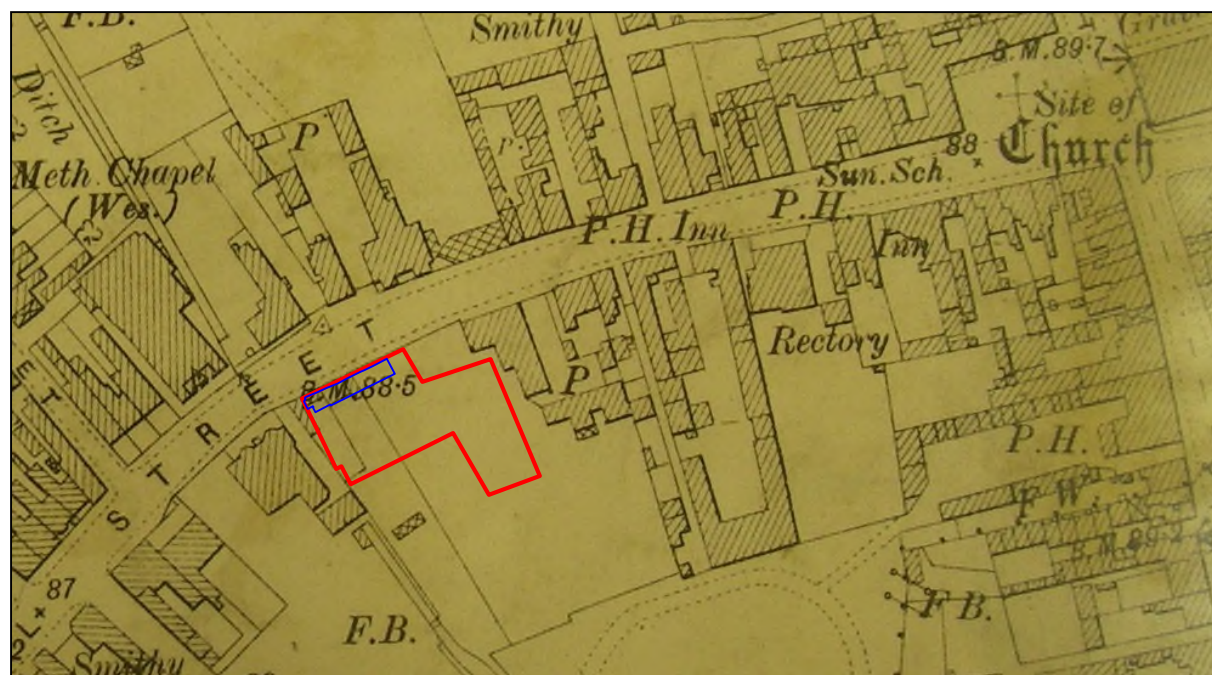 F.B.
Smithy
B.M.89·7
Ditch
P
P.
Site of
Church
88
Sun. Sch.
Meth. Chapel
(Wes.)
P.H.
P.H. Inn
Inn
STREET
Rectory
B.M.88·5
P
P.H.
F W
B.M.89·2
87
F.B.
F.B.
Smithy